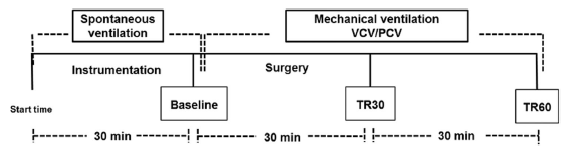 Spontaneous
ventilation
Mechanical ventilation
VCV/PCV
Instrumentation
Surgery
Start time
Baseline
TR30
TR60
30 min
30 min
30 min